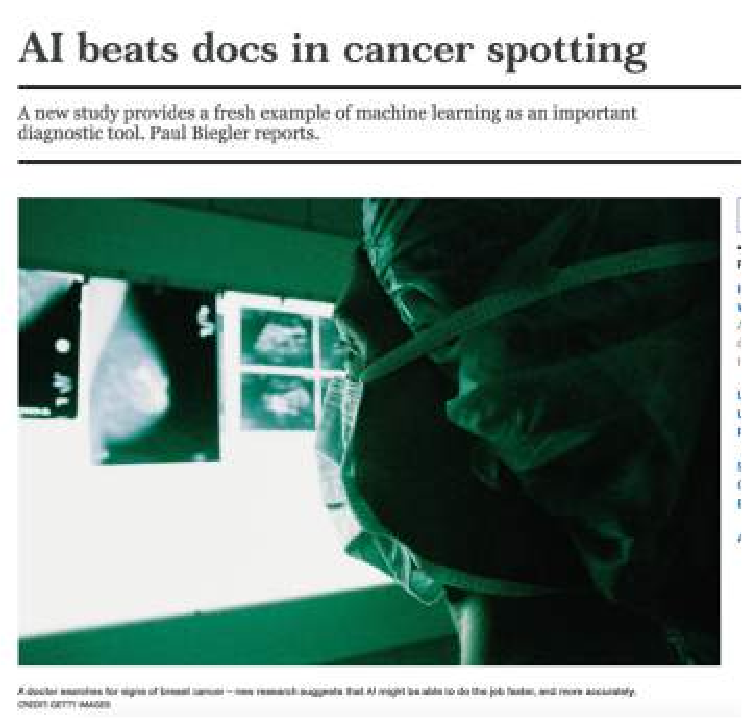 AI beats docs in cancer spotting
A new study provides a fresh example of machine learning as an important
diagnostic tool. Paul Biegler reports.
A doctor searches for signs of breast cancer – new research suggests that AI might be able to do the job faster, and more accurately.
CREDIT: GETTY IMAGES